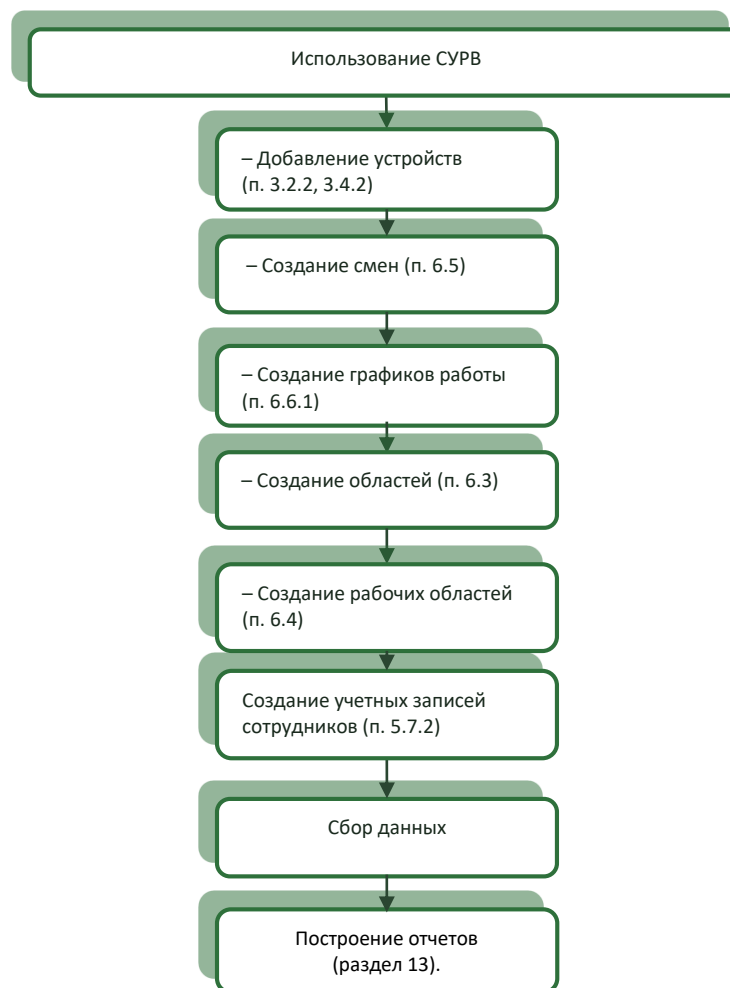 Использование СУРВ
– Добавление устройств
(п. 3.2.2, 3.4.2)
– Создание смен (п. 6.5)
– Создание графиков работы
(п. 6.6.1)
– Создание областей (п. 6.3)
– Создание рабочих областей
(п. 6.4)
Создание учетных записей
сотрудников (п. 5.7.2)
Сбор данных
Построение отчетов
(раздел 13).